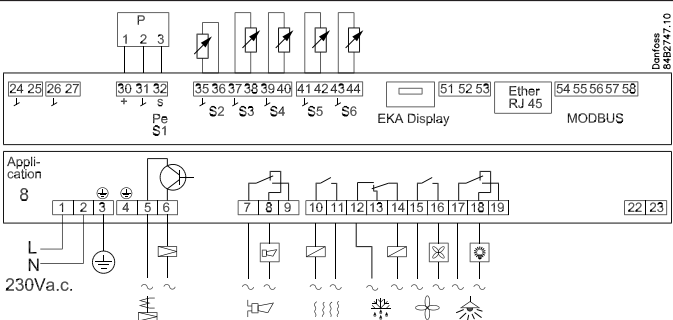 P
1 2 3
Danfoss
84B2747.10
24 25 26 27 30 31 32 35 36 37 38 39 40 41 42 43 44 51 52 53 54 55 56 57 58
+ s
Pe
S1
S2 S3 S4 S5 S6
EKA Display
Ether
RJ 45
MODBUS
Appli-
cation
8
1 2 3 4 5 6 7 8 9 10 11 12 13 14 15 16 17 18 19 22 23
L
N
230Va.c.